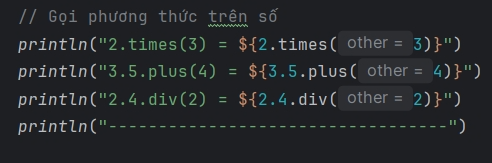 // Gọi phương thức trên số
println("2.times(3) = ${2.times( other = 3)}")
println("3.5.plus(4) = ${3.5.plus( other = 4)}")
println("2.4.div(2) = ${2.4.div( other = 2)}")
println("----------------------------------")